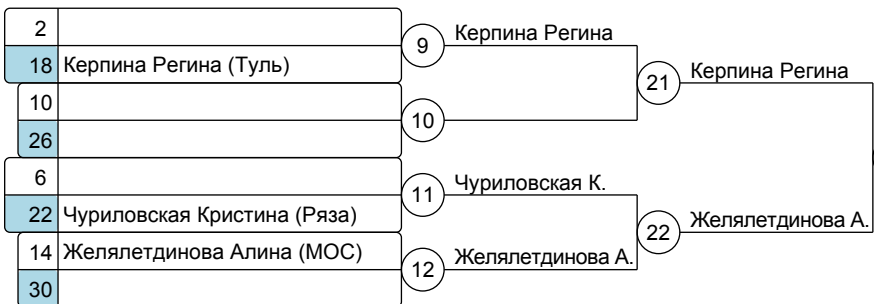 2
9
Керпина Регина
18 Керпина Регина (Туль)
21
Керпина Регина
10
10
26
6
11
Чуриловская К.
22 Чуриловская Кристина (Ряза)
22
Желялетдинова А.
14 Желялетдинова Алина (МОС)
12
Желялетдинова А.
30